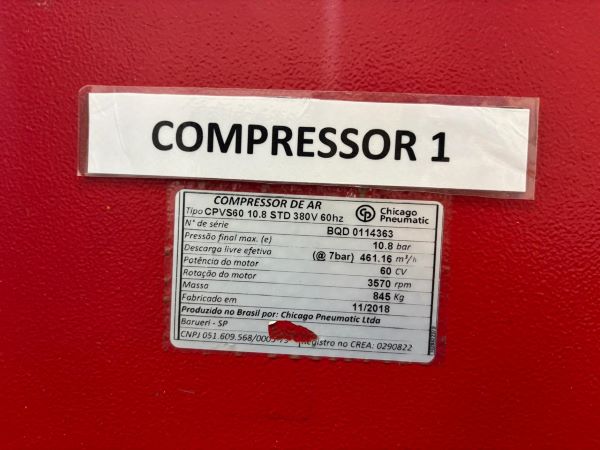 COMPRESSOR 1
COMPRESSOR DE AR
Tipo CPVS60 10.8 STD 380V 60hz
CP Chicago Pneumatic
N° de série BQD 0114363
Pressão final max. (e) 10.8 bar
Descarga livre efetiva (@ 7bar) 461.16 m³/h
Potência do motor 60 CV
Rotação do motor 3570 rpm
Massa 845 Kg
Fabricado em 11/2018
Produzido no Brasil por: Chicago Pneumatic Ltda
Barueri - SP
CNPJ Registro no CREA: 0290822